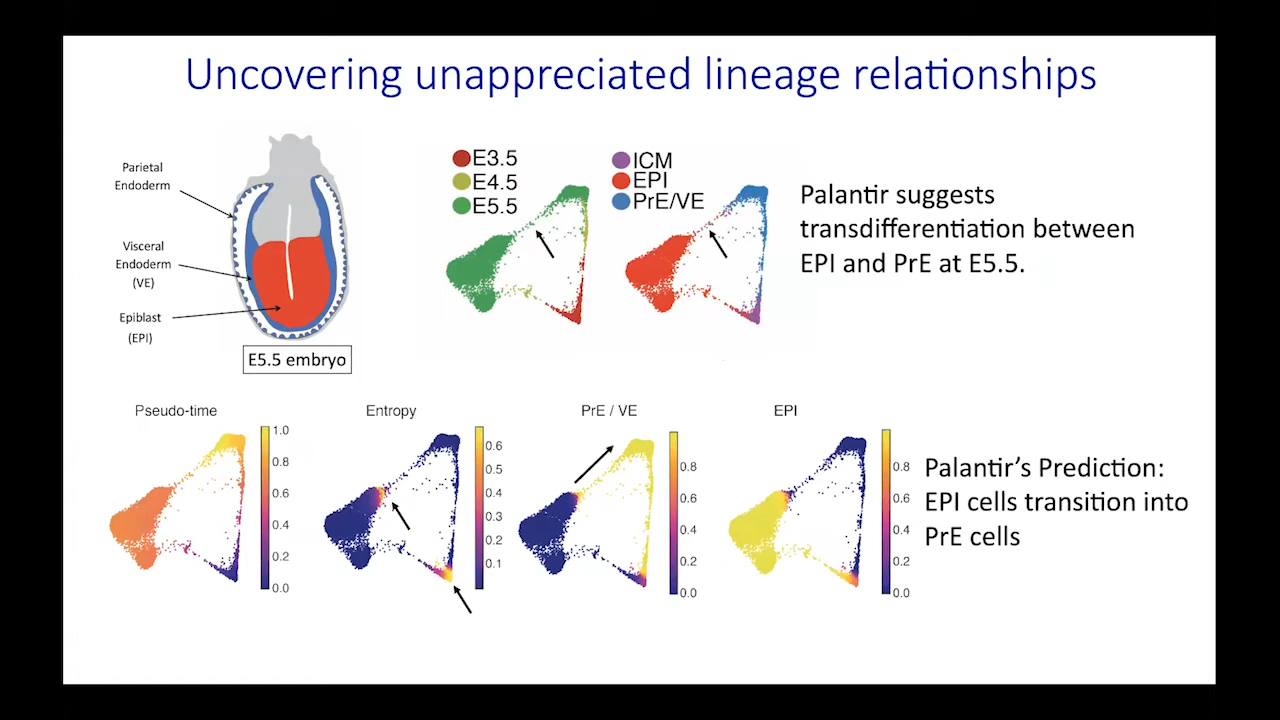 Uncovering unappreciated lineage relationships
Parietal
Endoderm
Visceral
Endoderm
(VE)
Epiblast
(EPI)
E5.5 embryo
E3.5
E4.5
E5.5
ICM
EPI
PrE/VE
Palantir suggests
transdifferentiation between
EPI and PrE at E5.5.
Pseudo-time
1.0
0.8
0.6
0.4
0.2
0.0
Entropy
0.6
0.5
0.4
0.3
0.2
0.1
PrE / VE
0.8
0.6
0.4
0.2
0.0
EPI
0.8
0.6
0.4
0.2
0.0
Palantir's Prediction:
EPI cells transition into
PrE cells